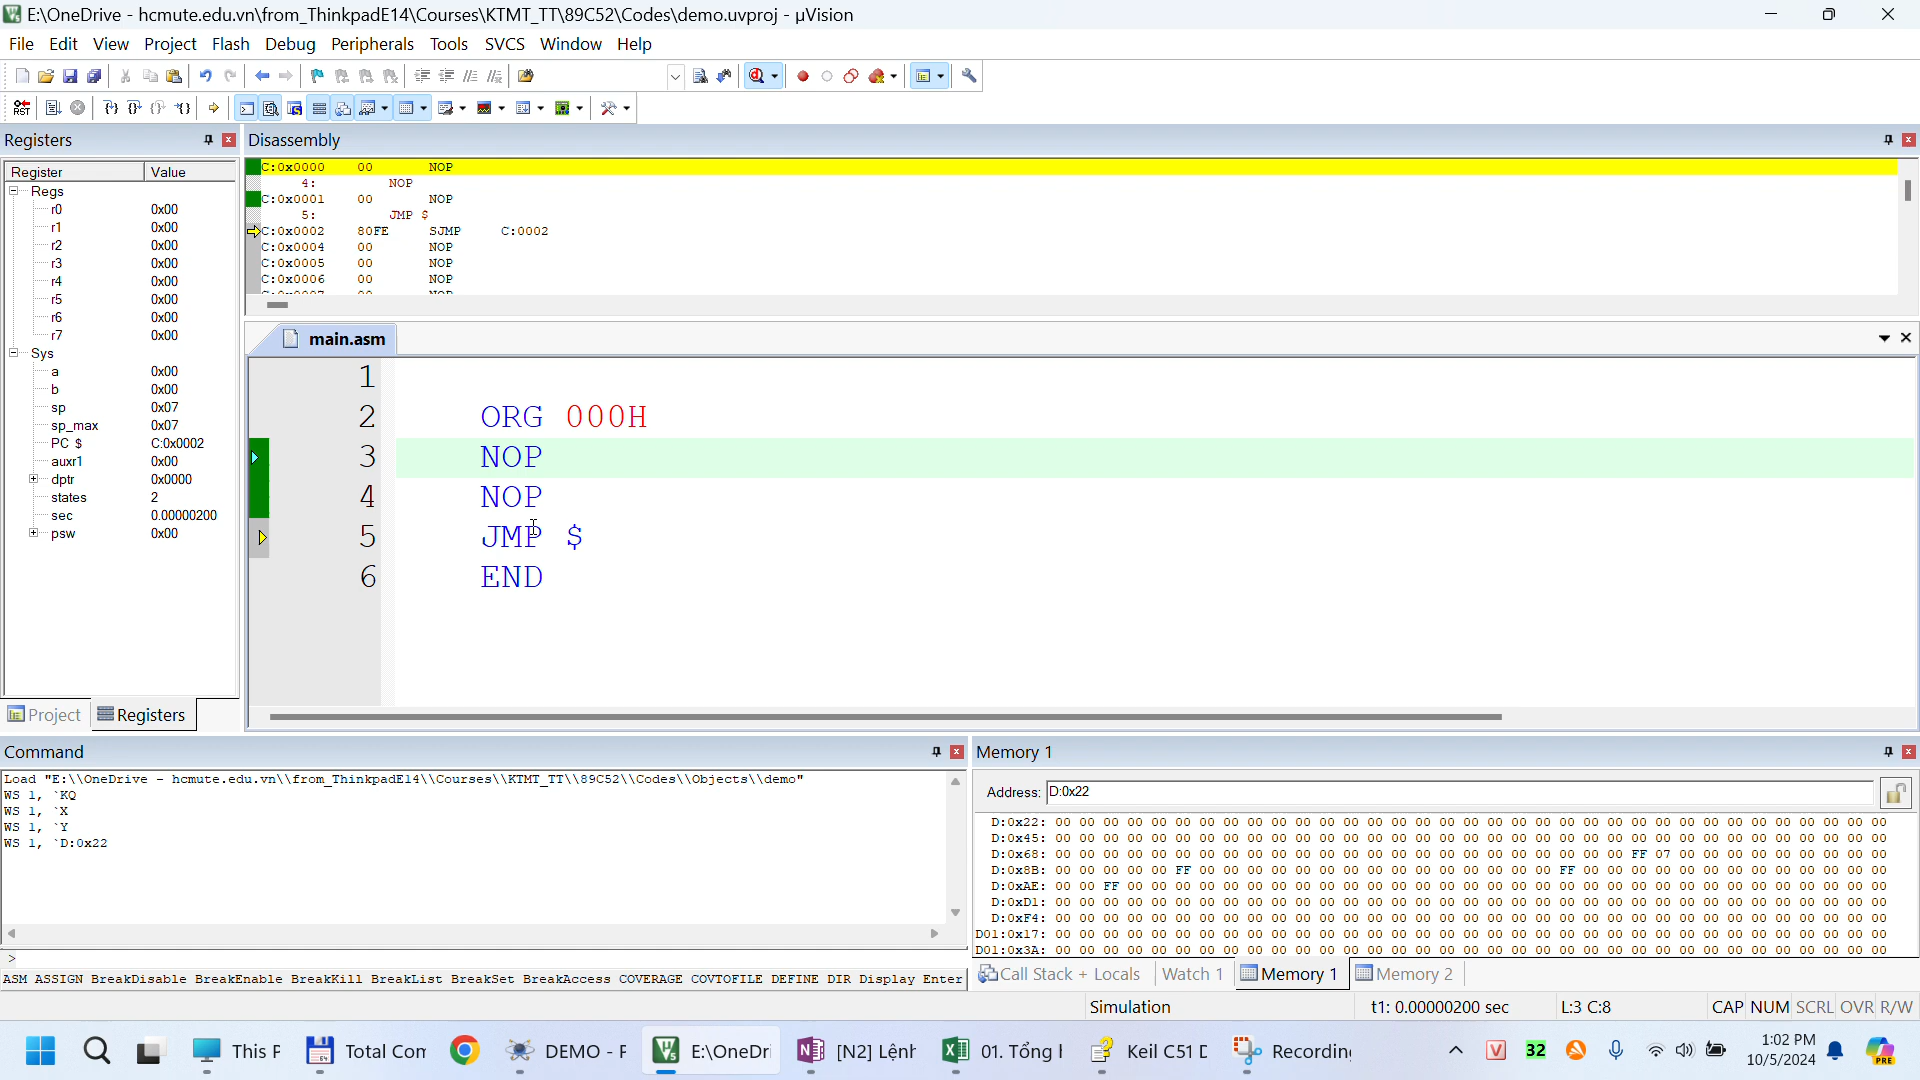 E:\OneDrive - hcmute.edu.vn\from_ThinkpadE14\Courses\KTMT_TT\89C52\Codes\demo.uvproj - µVision
File Edit View Project Flash Debug Peripherals Tools SVCS Window Help
Registers
Register Value
Regs
r0 0x00
r1 0x00
r2 0x00
r3 0x00
r4 0x00
r5 0x00
r6 0x00
r7 0x00
Sys
a 0x00
b 0x00
sp 0x07
sp_max 0x07
PC $ C:0x0002
auxr1 0x00
dptr 0x0000
states 2
sec 0.00000200
psw 0x00
Project Registers
Disassembly
C:0x0000 00 NOP
4: NOP
C:0x0001 00 NOP
5: JMP $
C:0x0002 80FE SJMP C:0002
C:0x0004 00 NOP
C:0x0005 00 NOP
C:0x0006 00 NOP
main.asm
1
2 ORG 000H
3 NOP
4 NOP
5 JMP $
6 END
Command
Load "E:\\OneDrive - hcmute.edu.vn\\from_ThinkpadE14\\Courses\\KTMT_TT\\89C52\\Codes\\Objects\\demo"
WS 1, `KQ
WS 1, `X
WS 1, `Y
WS 1, `D:0x22
>
ASM ASSIGN BreakDisable BreakEnable BreakKill BreakList BreakSet BreakAccess COVERAGE COVTOFILE DEFINE DIR Display Enter
Memory 1
Address: D:0x22
D:0x22: 00 00 00 00 00 00 00 00 00 00 00 00 00 00 00 00 00 00 00 00 00 00 00 00 00 00 00 00 00 00 00 00 00 00 00
D:0x45: 00 00 00 00 00 00 00 00 00 00 00 00 00 00 00 00 00 00 00 00 00 00 00 00 00 00 00 00 00 00 00 00 00 00 00
D:0x68: 00 00 00 00 00 00 00 00 00 00 00 00 00 00 00 00 00 00 00 00 00 00 00 00 FF 07 00 00 00 00 00 00 00 00 00
D:0x8B: 00 00 00 00 00 FF 00 00 00 00 00 00 00 00 00 00 00 00 00 00 00 FF 00 00 00 00 00 00 00 00 00 00 00 00 00
D:0xAE: 00 00 FF 00 00 00 00 00 00 00 00 00 00 00 00 00 00 00 00 00 00 00 00 00 00 00 00 00 00 00 00 00 00 00 00
D:0xD1: 00 00 00 00 00 00 00 00 00 00 00 00 00 00 00 00 00 00 00 00 00 00 00 00 00 00 00 00 00 00 00 00 00 00 00
D:0xF4: 00 00 00 00 00 00 00 00 00 00 00 00 00 00 00 00 00 00 00 00 00 00 00 00 00 00 00 00 00 00 00 00 00 00 00
D01:0x17: 00 00 00 00 00 00 00 00 00 00 00 00 00 00 00 00 00 00 00 00 00 00 00 00 00 00 00 00 00 00 00 00 00 00 00
D01:0x3A: 00 00 00 00 00 00 00 00 00 00 00 00 00 00 00 00 00 00 00 00 00 00 00 00 00 00 00 00 00 00 00 00 00 00 00
Call Stack + Locals Watch 1 Memory 1 Memory 2
Simulation t1: 0.00000200 sec L:3 C:8 CAP NUM SCRL OVR R/W
This P Total Com DEMO - P E:\OneDri [N2] Lệnh 01. Tổng Keil C51 D Recording 32
1:02 PM
10/5/2024
PRE